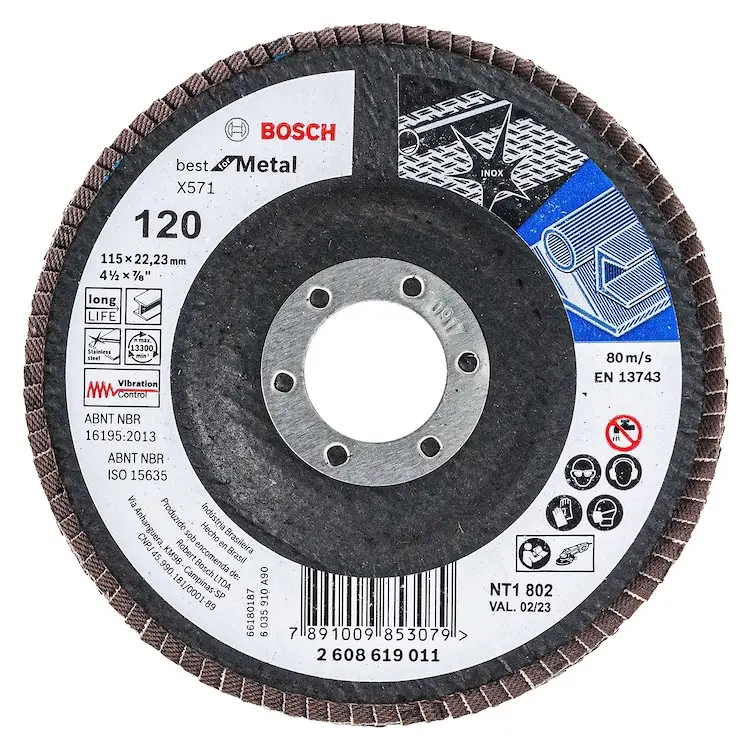 BOSCH
best for Metal
X571
120
115 × 22,23 mm
4 ½ × ⅞"
long
LIFE
Stainless
steel
n max.
13300
min⁻¹
Vibration
Control
ABNT NBR
16195:2013
ABNT NBR
ISO 15635
Indústria Brasileira
Hecho en Brasil
Produzido sob encomenda de:
Robert Bosch LTDA
Via Anhanguera, KM98 - Campinas-SP
CNPJ 45.990.181/0001-89
66180187
6 035 910 A90
7 891009 853079 >
2 608 619 011
INOX
80 m/s
EN 13743
NT1 802
VAL. 02/23
0917